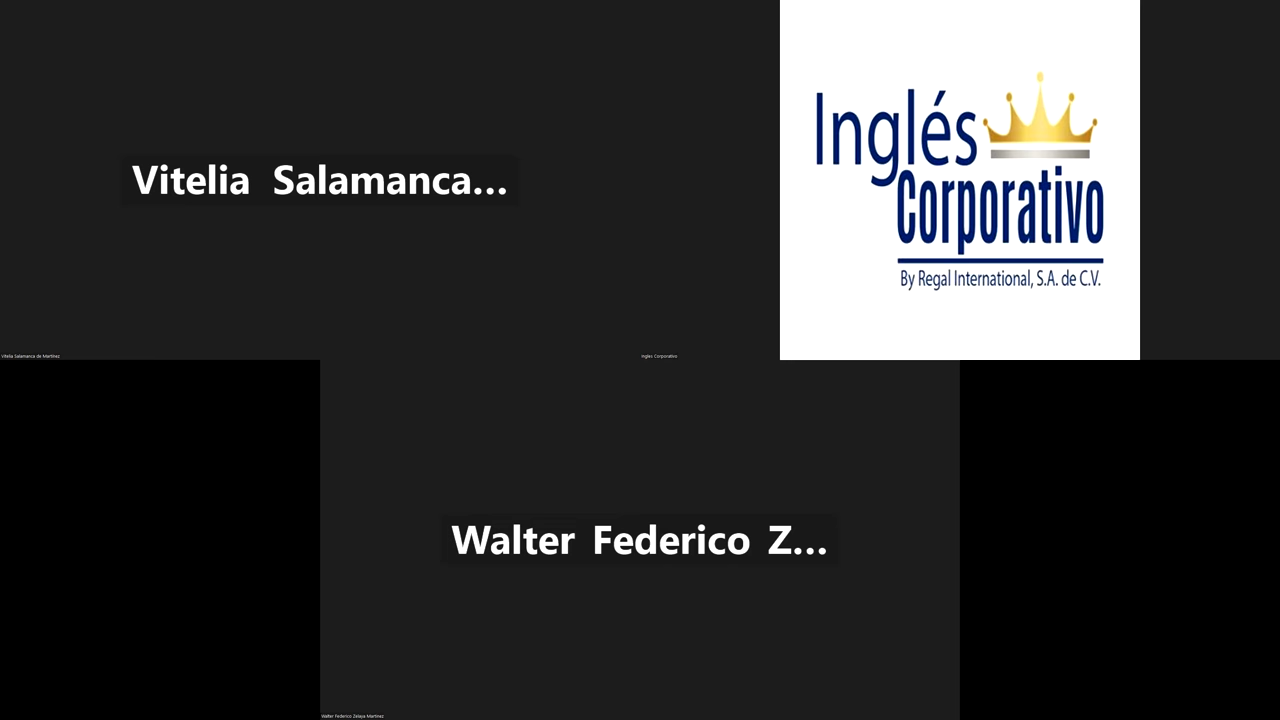 Vitelia Salamanca...
Inglés
Corporativo
By Regal International, S.A. de C.V.
Vitelia Salamanca de Martinez
Ingles Corporativo
Walter Federico Z...
Walter Federico Zelaya Martinez